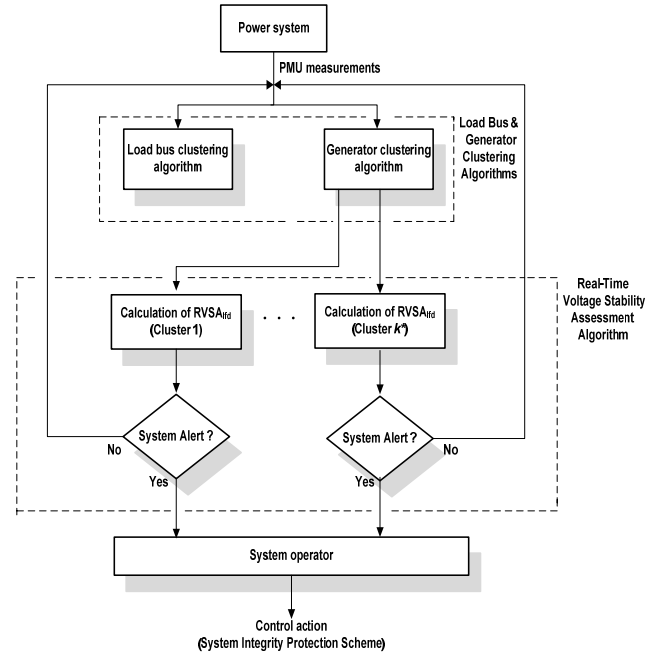 Power system
PMU measurements
Load Bus &
Generator
Clustering
Algorithms
Load bus clustering
algorithm
Generator clustering
algorithm
Real-Time
Voltage Stability
Assessment
Algorithm
Calculation of RVSAlfd
(Cluster 1)
. . .
Calculation of RVSAlfd
(Cluster k*)
System Alert ?
System Alert ?
No
No
Yes
Yes
System operator
Control action
(System Integrity Protection Scheme)